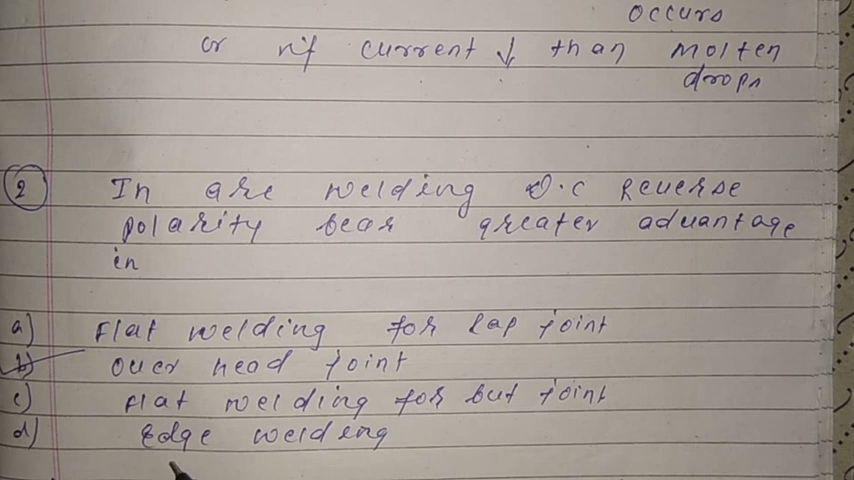 occurs
or if current ↓ than molten
drops
2 In arc welding D.C Reverse
polarity bear greater advantage
in
a) Flat welding for lap joint
b) over head joint
c) flat welding for but joint
d) Edge welding